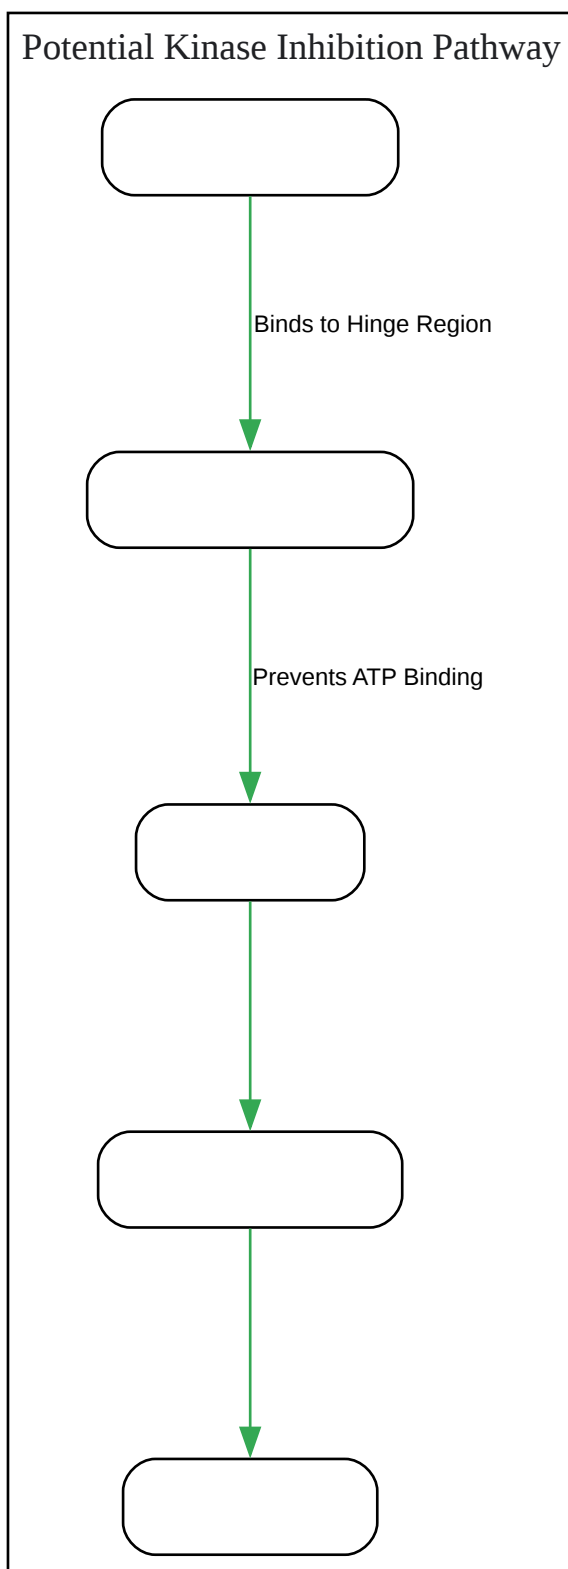 Potential Kinase Inhibition Pathway
Binds to Hinge Region
Prevents ATP Binding